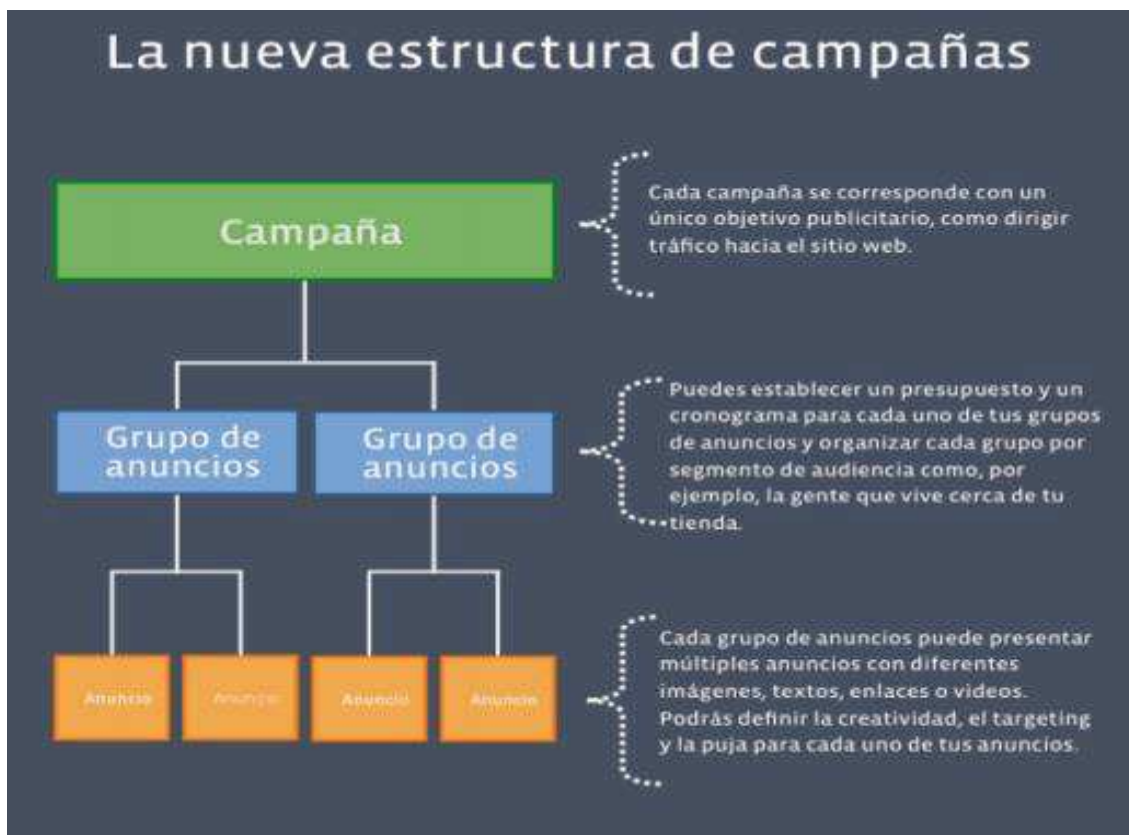 La nueva estructura de campañas
Campaña
Cada campaña se corresponde con un
único objetivo publicitario, como dirigir
tráfico hacia el sitio web.
Grupo de
anuncios
Grupo de
anuncios
Puedes establecer un presupuesto y un
cronograma para cada uno de tus grupos
de anuncios y organizar cada grupo por
segmento de audiencia como, por
ejemplo, la gente que vive cerca de tu
tienda.
Anuncio
Anuncio
Anuncio
Anuncio
Cada grupo de anuncios puede presentar
múltiples anuncios con diferentes
imágenes, textos, enlaces o videos.
Podrás definir la creatividad, el targeting
y la puja para cada uno de tus anuncios.